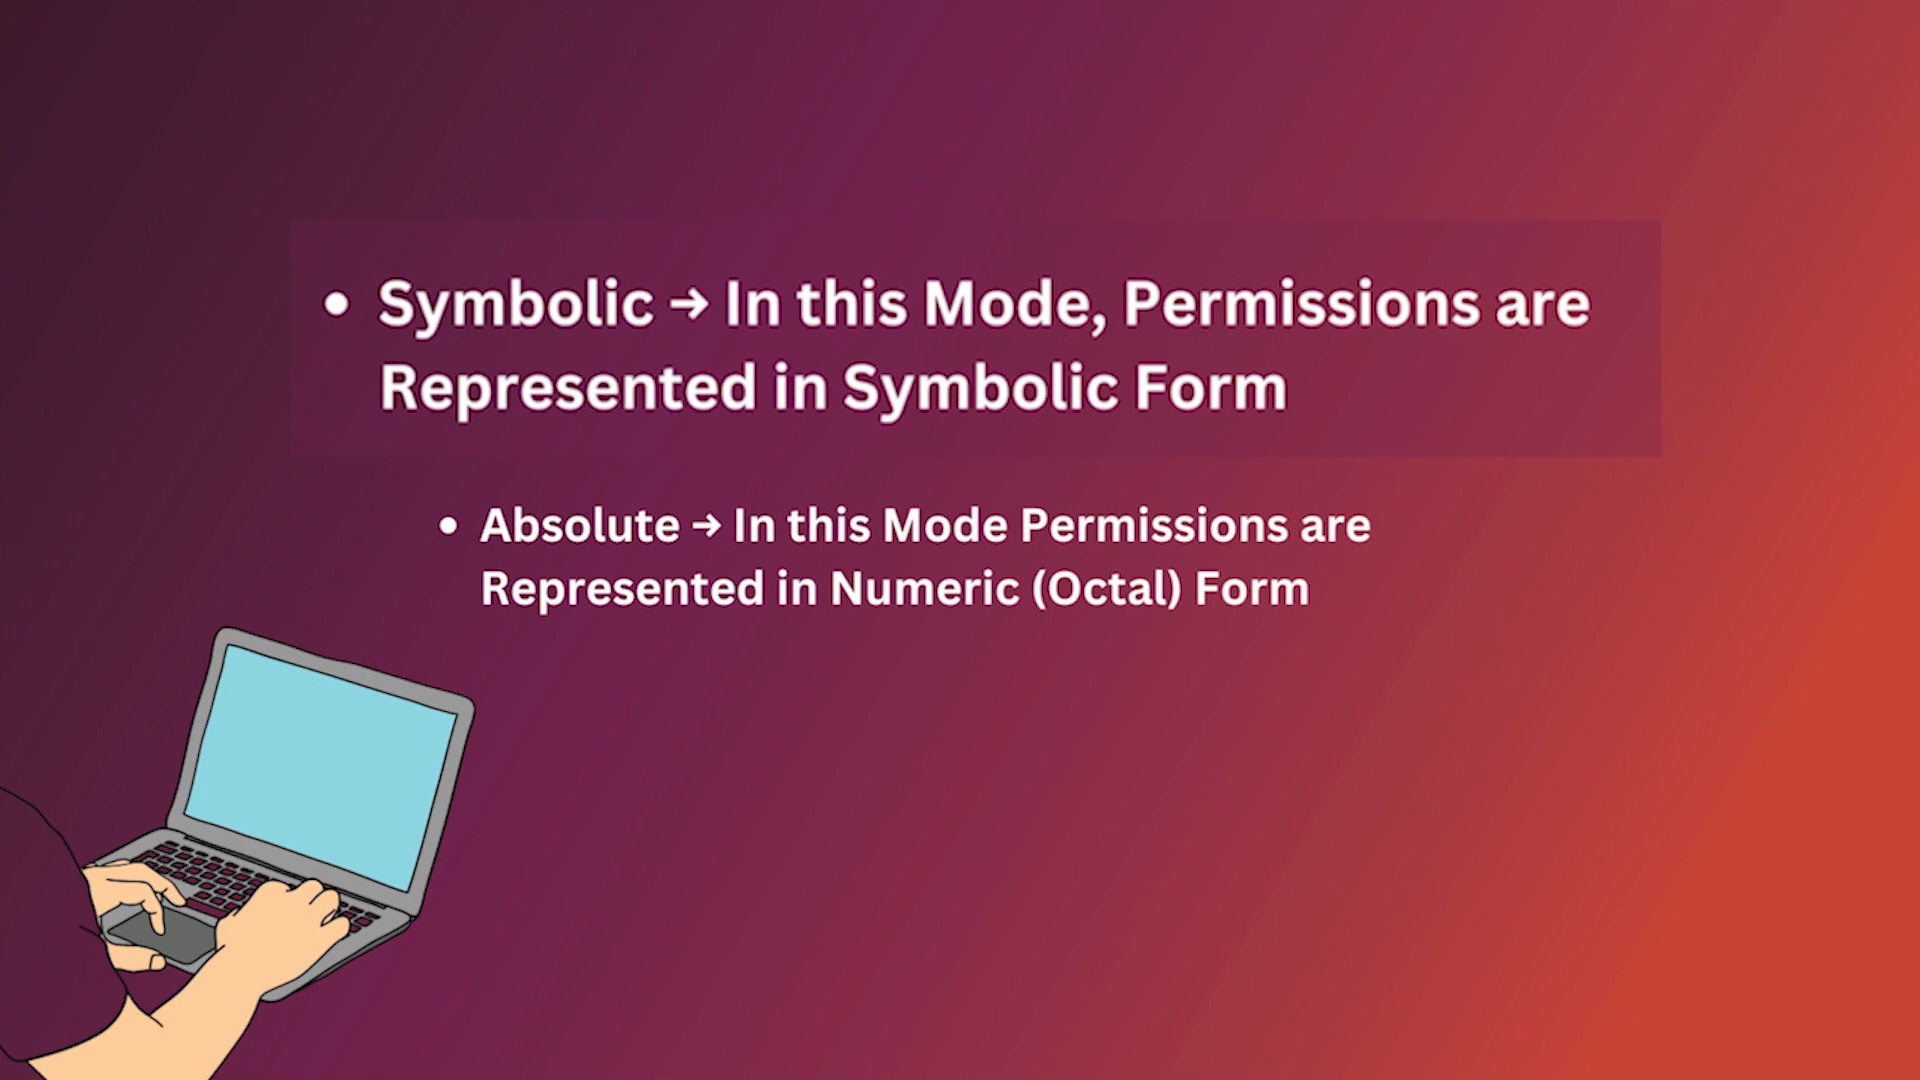 • Symbolic → In this Mode, Permissions are
Represented in Symbolic Form
• Absolute → In this Mode Permissions are
Represented in Numeric (Octal) Form